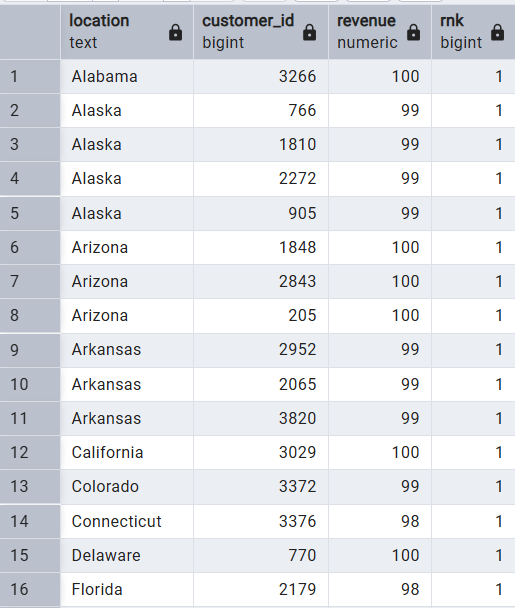 location customer_id revenue rnk
text bigint numeric bigint
1 Alabama 3266 100 1
2 Alaska 766 99 1
3 Alaska 1810 99 1
4 Alaska 2272 99 1
5 Alaska 905 99 1
6 Arizona 1848 100 1
7 Arizona 2843 100 1
8 Arizona 205 100 1
9 Arkansas 2952 99 1
10 Arkansas 2065 99 1
11 Arkansas 3820 99 1
12 California 3029 100 1
13 Colorado 3372 99 1
14 Connecticut 3376 98 1
15 Delaware 770 100 1
16 Florida 2179 98 1